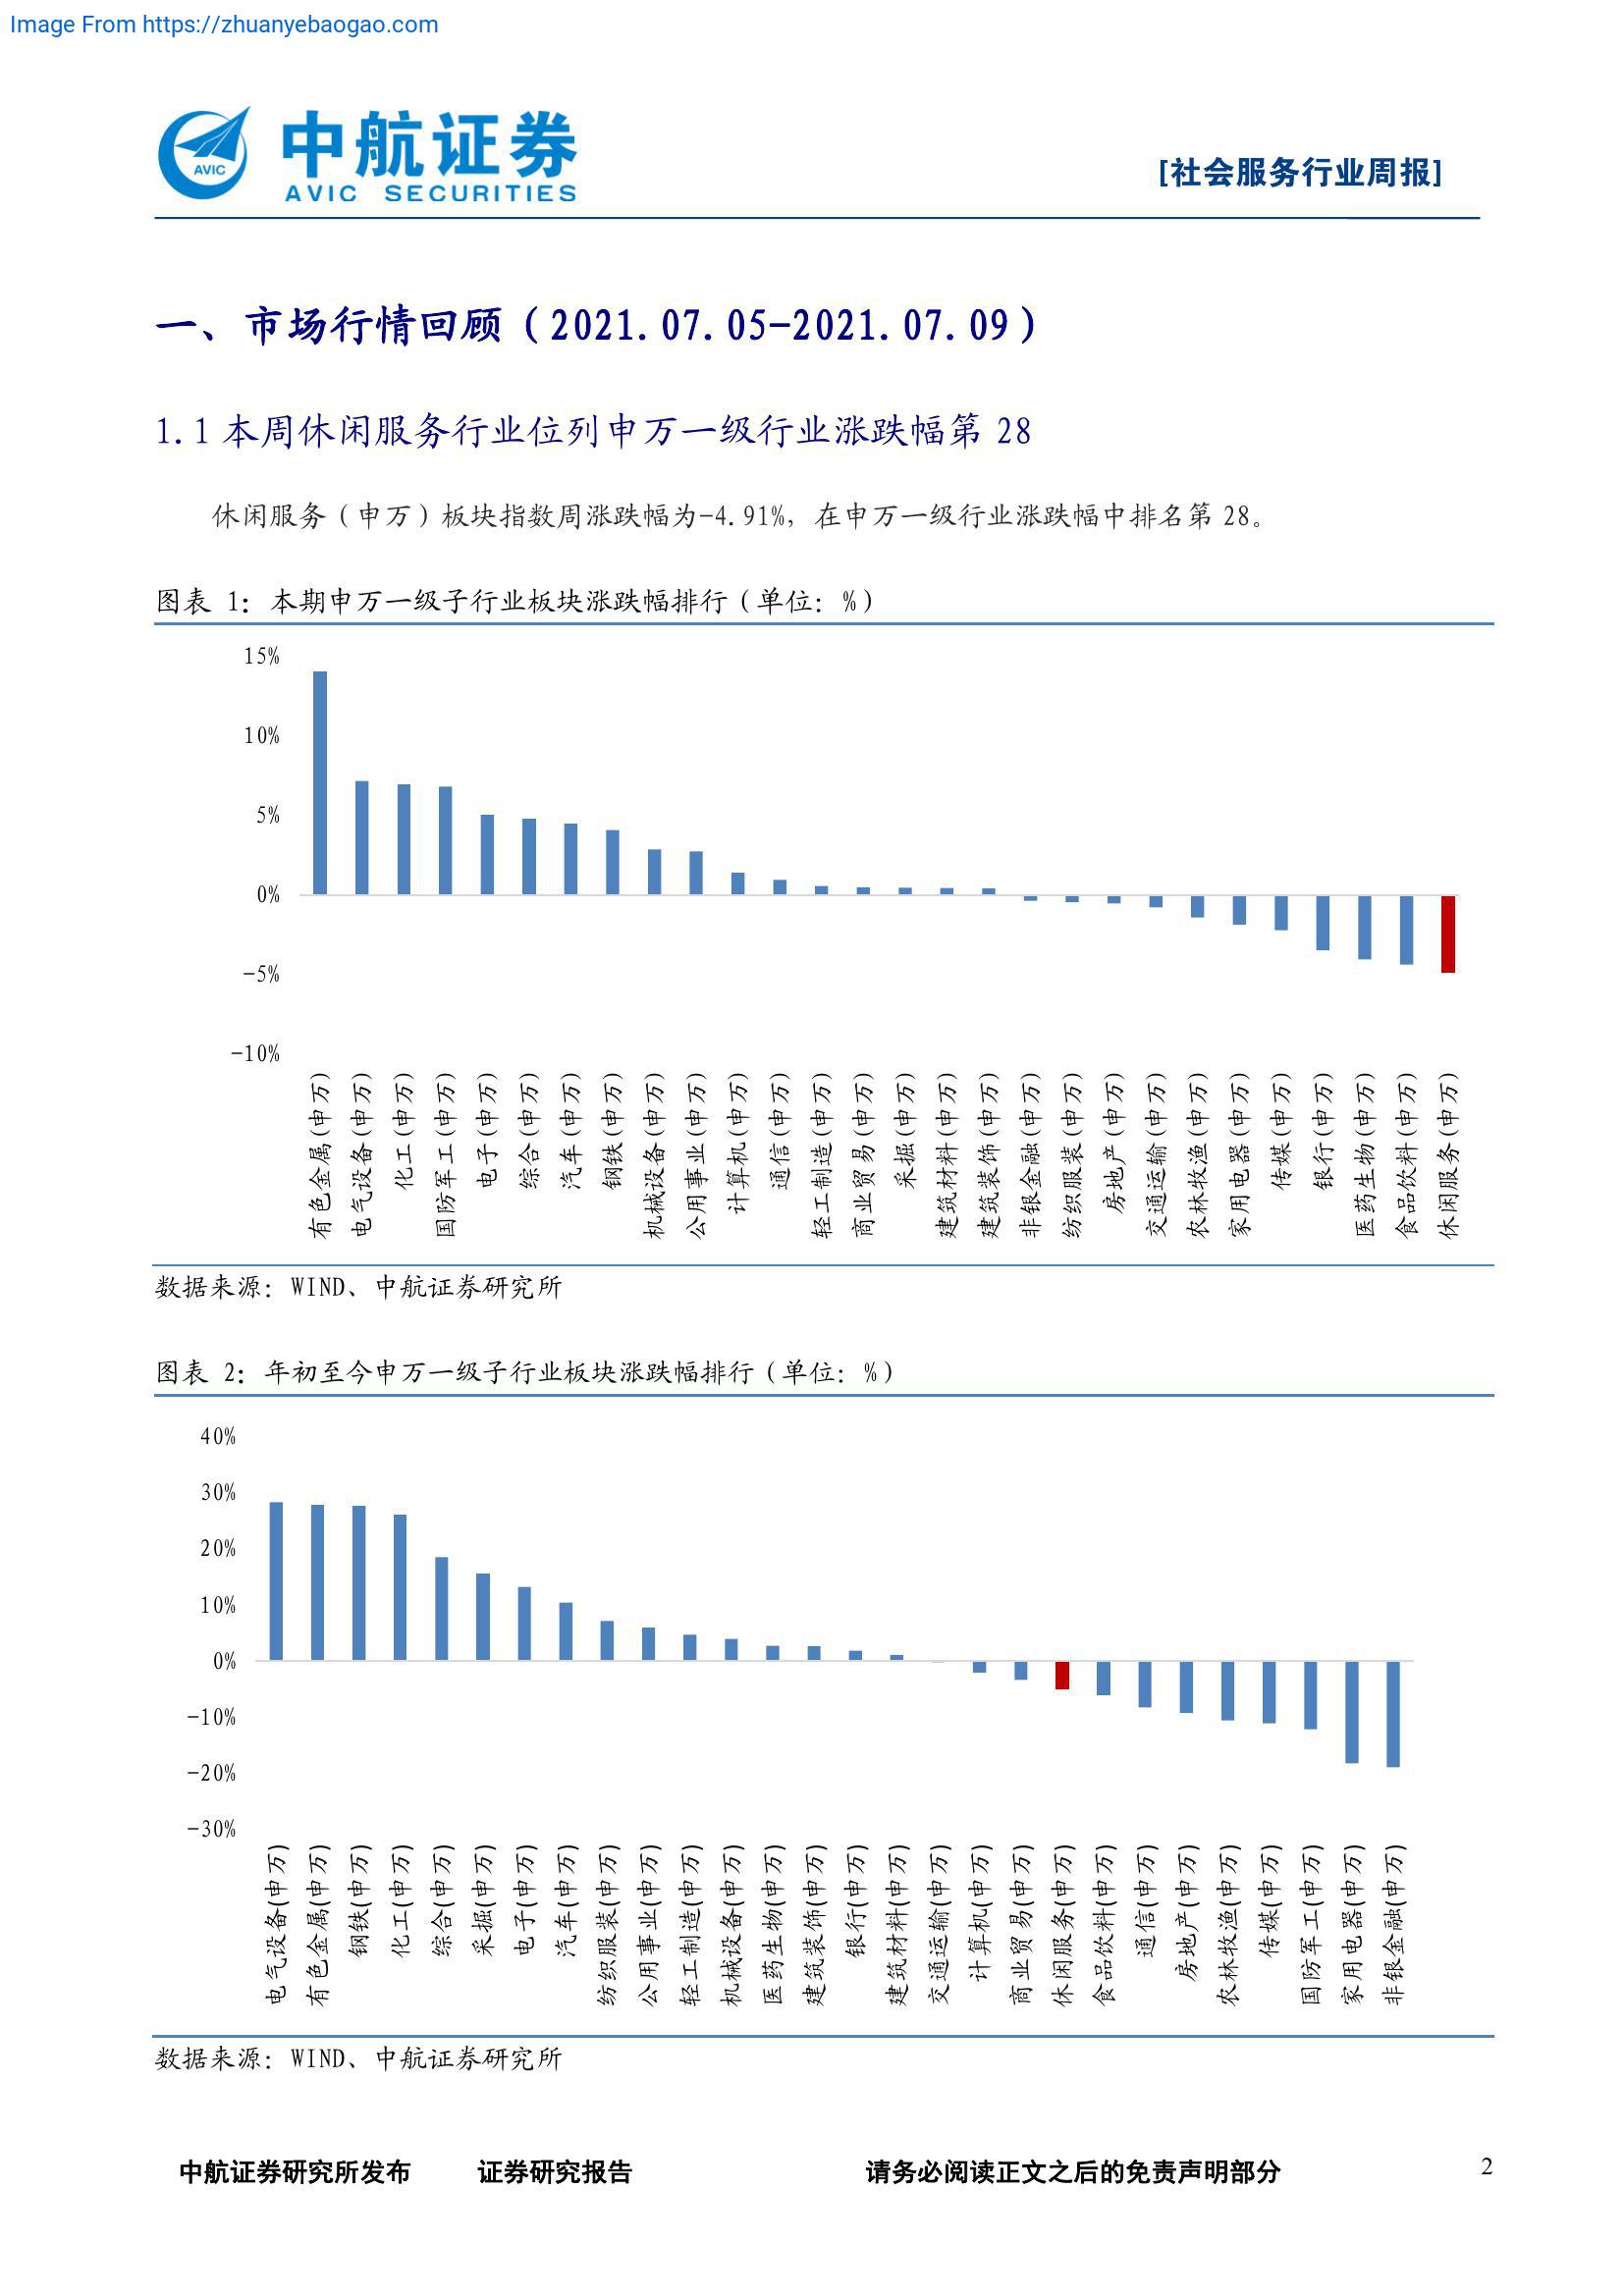 Image From https://zhuanyebaogao.com
AVIC
中航证券
AVIC SECURITIES
[社会服务行业周报]
一、市场行情回顾（2021.07.05-2021.07.09）
1.1 本周休闲服务行业位列申万一级行业涨跌幅第 28
休闲服务（申万）板块指数周涨跌幅为-4.91%，在申万一级行业涨跌幅中排名第 28。
图表 1：本期申万一级子行业板块涨跌幅排行（单位：%）
15%
10%
5%
0%
-5%
-10%
有色金属(申万)
电气设备(申万)
化工(申万)
国防军工(申万)
电子(申万)
综合(申万)
汽车(申万)
钢铁(申万)
机械设备(申万)
公用事业(申万)
计算机(申万)
通信(申万)
轻工制造(申万)
商业贸易(申万)
采掘(申万)
建筑材料(申万)
建筑装饰(申万)
非银金融(申万)
纺织服装(申万)
房地产(申万)
交通运输(申万)
农林牧渔(申万)
家用电器(申万)
传媒(申万)
银行(申万)
医药生物(申万)
食品饮料(申万)
休闲服务(申万)
数据来源：WIND、中航证券研究所
图表 2：年初至今申万一级子行业板块涨跌幅排行（单位：%）
40%
30%
20%
10%
0%
-10%
-20%
-30%
电气设备(申万)
有色金属(申万)
钢铁(申万)
化工(申万)
综合(申万)
采掘(申万)
电子(申万)
汽车(申万)
纺织服装(申万)
公用事业(申万)
轻工制造(申万)
机械设备(申万)
医药生物(申万)
建筑装饰(申万)
银行(申万)
建筑材料(申万)
交通运输(申万)
计算机(申万)
商业贸易(申万)
休闲服务(申万)
食品饮料(申万)
通信(申万)
房地产(申万)
农林牧渔(申万)
传媒(申万)
国防军工(申万)
家用电器(申万)
非银金融(申万)
数据来源：WIND、中航证券研究所
中航证券研究所发布 证券研究报告 请务必阅读正文之后的免责声明部分 2